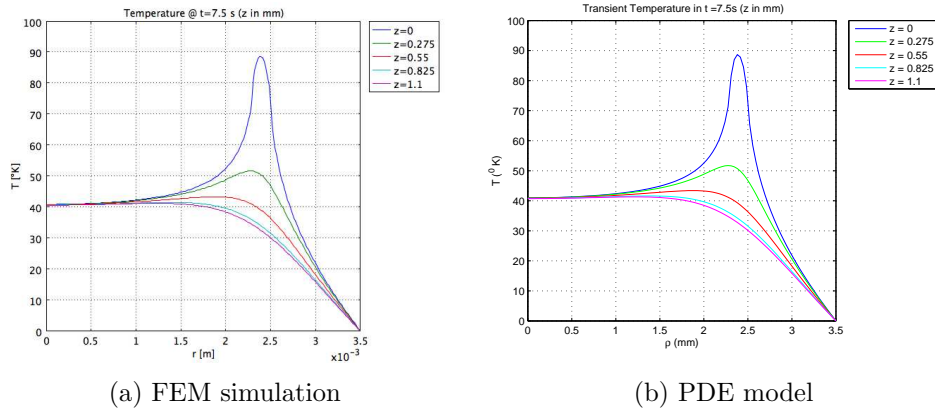 Temperature @ t=7.5 s (z in mm)
100
90
80
70
60
50
40
30
20
10
0
T [°K]
0
0.5
1
1.5
2
2.5
3
3.5
x10⁻³
r [m]
z=0
z=0.275
z=0.55
z=0.825
z=1.1
(a) FEM simulation
Transient Temperature in t =7.5s (z in mm)
100
90
80
70
60
50
40
30
20
10
0
T (⁰K)
0
0.5
1
1.5
2
2.5
3
3.5
ρ (mm)
z = 0
z = 0.275
z = 0.55
z = 0.825
z = 1.1
(b) PDE model